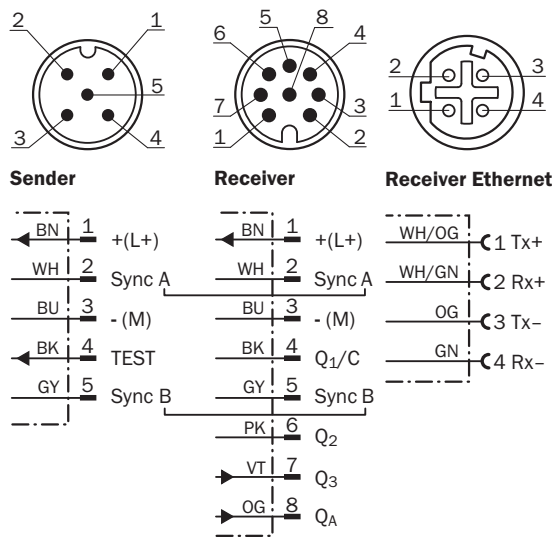 2 1
5
3 4
5 8
6 4
7 3
1 2
2 3
1 4
Sender
BN 1 +(L+)
WH 2 Sync A
BU 3 - (M)
BK 4 TEST
GY 5 Sync B
Receiver
BN 1 +(L+)
WH 2 Sync A
BU 3 - (M)
BK 4 Q1/C
GY 5 Sync B
PK 6 Q2
VT 7 Q3
OG 8 QA
Receiver Ethernet
WH/OG 1 Tx+
WH/GN 2 Rx+
OG 3 Tx–
GN 4 Rx–